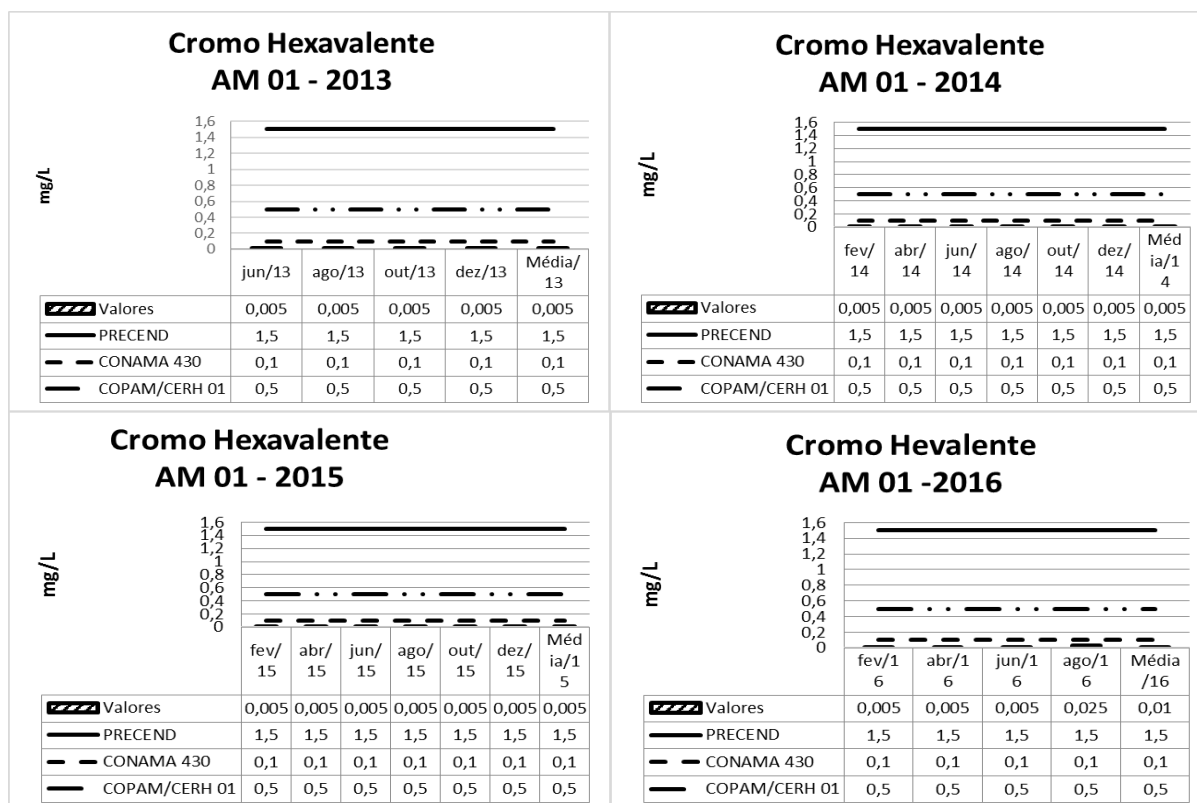 Cromo Hexavalente
AM 01 - 2013
mg/L
1,6
1,4
1,2
1
0,8
0,6
0,4
0,2
0
jun/13 ago/13 out/13 dez/13 Média/13
Valores 0,005 0,005 0,005 0,005 0,005
PRECEND 1,5 1,5 1,5 1,5 1,5
CONAMA 430 0,1 0,1 0,1 0,1 0,1
COPAM/CERH 01 0,5 0,5 0,5 0,5 0,5
Cromo Hexavalente
AM 01 - 2014
mg/L
1,6
1,4
1,2
1
0,8
0,6
0,4
0,2
0
fev/14 abr/14 jun/14 ago/14 out/14 dez/14 Média/14
Valores 0,005 0,005 0,005 0,005 0,005 0,005 0,005
PRECEND 1,5 1,5 1,5 1,5 1,5 1,5 1,5
CONAMA 430 0,1 0,1 0,1 0,1 0,1 0,1 0,1
COPAM/CERH 01 0,5 0,5 0,5 0,5 0,5 0,5 0,5
Cromo Hexavalente
AM 01 - 2015
mg/L
1,6
1,4
1,2
1
0,8
0,6
0,4
0,2
0
fev/15 abr/15 jun/15 ago/15 out/15 dez/15 Média/15
Valores 0,005 0,005 0,005 0,005 0,005 0,005 0,005
PRECEND 1,5 1,5 1,5 1,5 1,5 1,5 1,5
CONAMA 430 0,1 0,1 0,1 0,1 0,1 0,1 0,1
COPAM/CERH 01 0,5 0,5 0,5 0,5 0,5 0,5 0,5
Cromo Hevalente
AM 01 -2016
mg/L
1,6
1,4
1,2
1
0,8
0,6
0,4
0,2
0
fev/16 abr/16 jun/16 ago/16 Média/16
Valores 0,005 0,005 0,005 0,025 0,01
PRECEND 1,5 1,5 1,5 1,5 1,5
CONAMA 430 0,1 0,1 0,1 0,1 0,1
COPAM/CERH 01 0,5 0,5 0,5 0,5 0,5